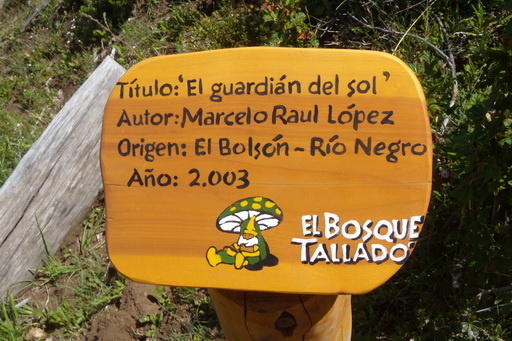 Título: 'El guardián del sol'
Autor: Marcelo Raul López
Origen: El Bolsón ~ Río Negro
Año: 2.003
EL BOSQUE
TALLADO